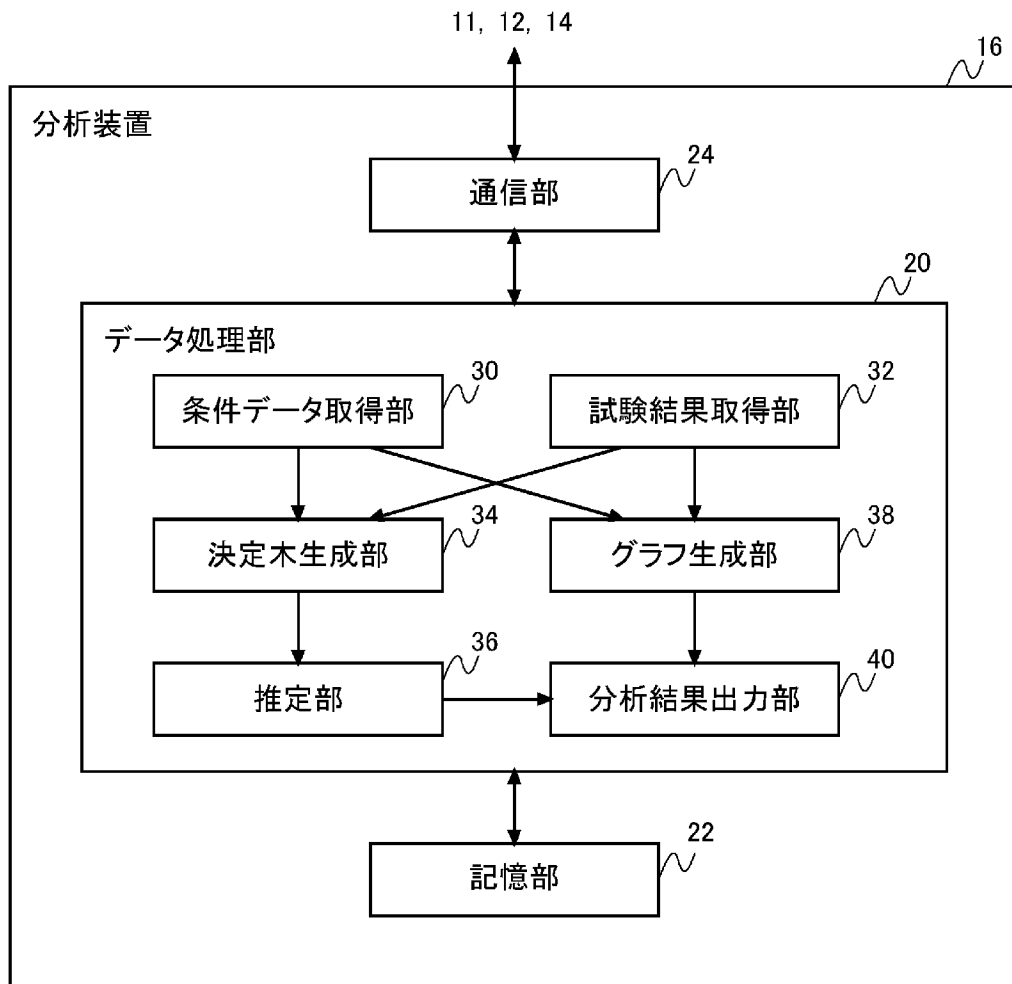 11, 12, 14
16
分析装置
24
通信部
20
データ処理部
30
32
条件データ取得部
試験結果取得部
34
38
決定木生成部
グラフ生成部
36
40
推定部
分析結果出力部
22
記憶部